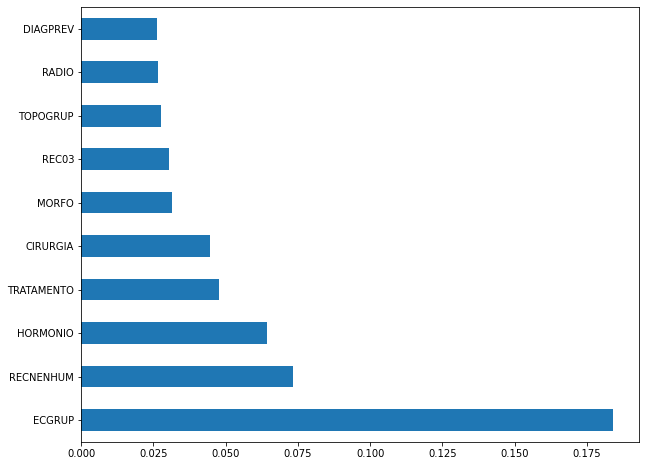 DIAGPREV
RADIO
TOPOGRUP
REC03
MORFO
CIRURGIA
TRATAMENTO
HORMONIO
RECNENHUM
ECGRUP
0.000 0.025 0.050 0.075 0.100 0.125 0.150 0.175